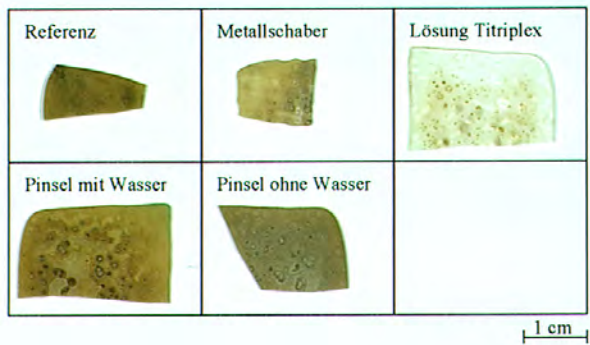 Referenz
Metallschaber
Lösung Titriplex
Pinsel mit Wasser
Pinsel ohne Wasser
1 cm